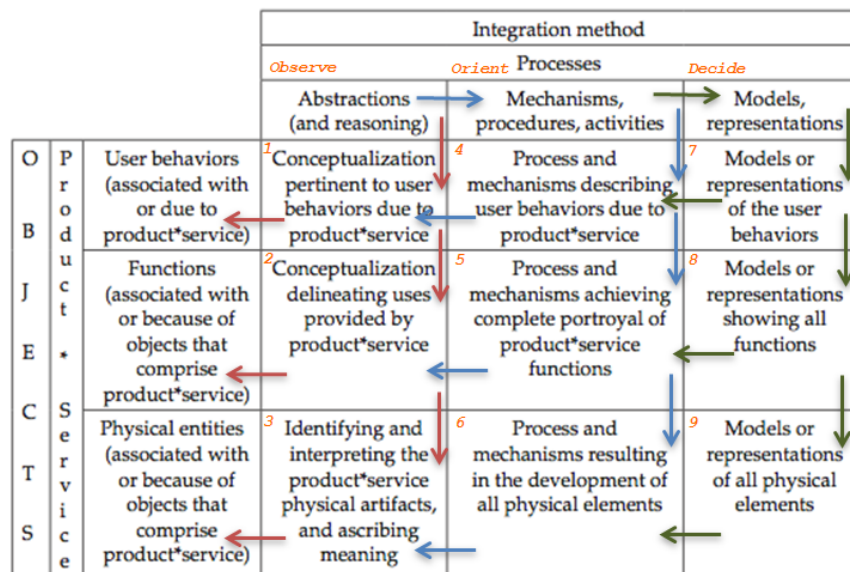 Integration method
Observe
Orient
Processes
Decide
Abstractions
(and reasoning)
Mechanisms,
procedures, activities
Models,
representations
O
B
J
E
C
T
S
P
r
o
d
u
c
t
*
S
e
r
v
i
c
e
User behaviors
(associated with
or due to
product*service)
1
Conceptualization
pertinent to user
behaviors due to
product*service
4
Process and
mechanisms describing
user behaviors due to
product*service
7
Models or
representations
of the user
behaviors
Functions
(associated with
or because of
objects that
comprise
product*service)
2
Conceptualization
delineating uses
provided by
product*service
5
Process and
mechanisms achieving
complete portroyal of
product*service
functions
8
Models or
representations
showing all
functions
Physical entities
(associated with
or because of
objects that
comprise
product*service)
3
Identifying and
interpreting the
product*service
physical artifacts,
and ascribing
meaning
6
Process and
mechanisms resulting
in the development of
all physical elements
9
Models or
representations
of all physical
elements